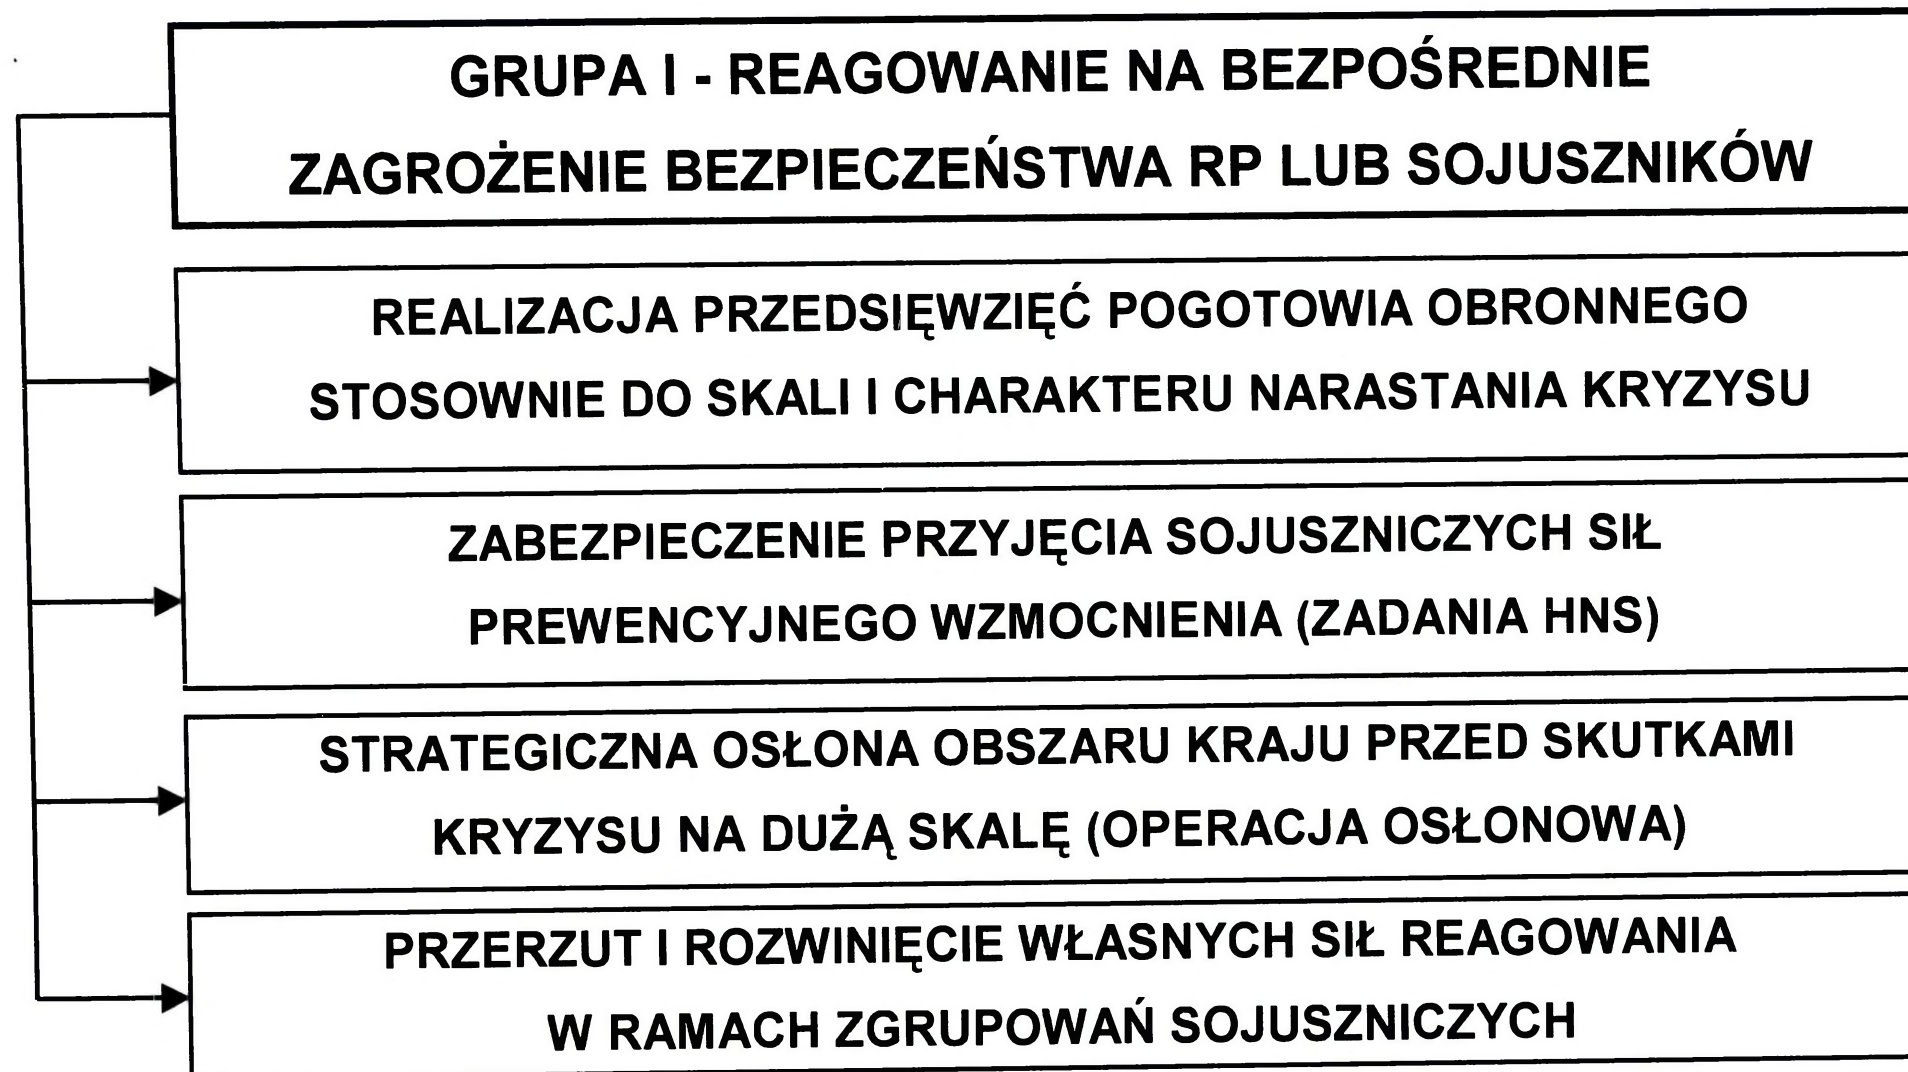 GRUPA I - REAGOWANIE NA BEZPOŚREDNIE
ZAGROŻENIE BEZPIECZEŃSTWA RP LUB SOJUSZNIKÓW
REALIZACJA PRZEDSIĘWZIĘĆ POGOTOWIA OBRONNEGO
STOSOWNIE DO SKALI I CHARAKTERU NARASTANIA KRYZYSU
ZABEZPIECZENIE PRZYJĘCIA SOJUSZNICZYCH SIŁ
PREWENCYJNEGO WZMOCNIENIA (ZADANIA HNS)
STRATEGICZNA OSŁONA OBSZARU KRAJU PRZED SKUTKAMI
KRYZYSU NA DUŻĄ SKALĘ (OPERACJA OSŁONOWA)
PRZERZUT I ROZWINIĘCIE WŁASNYCH SIŁ REAGOWANIA
W RAMACH ZGRUPOWAŃ SOJUSZNICZYCH